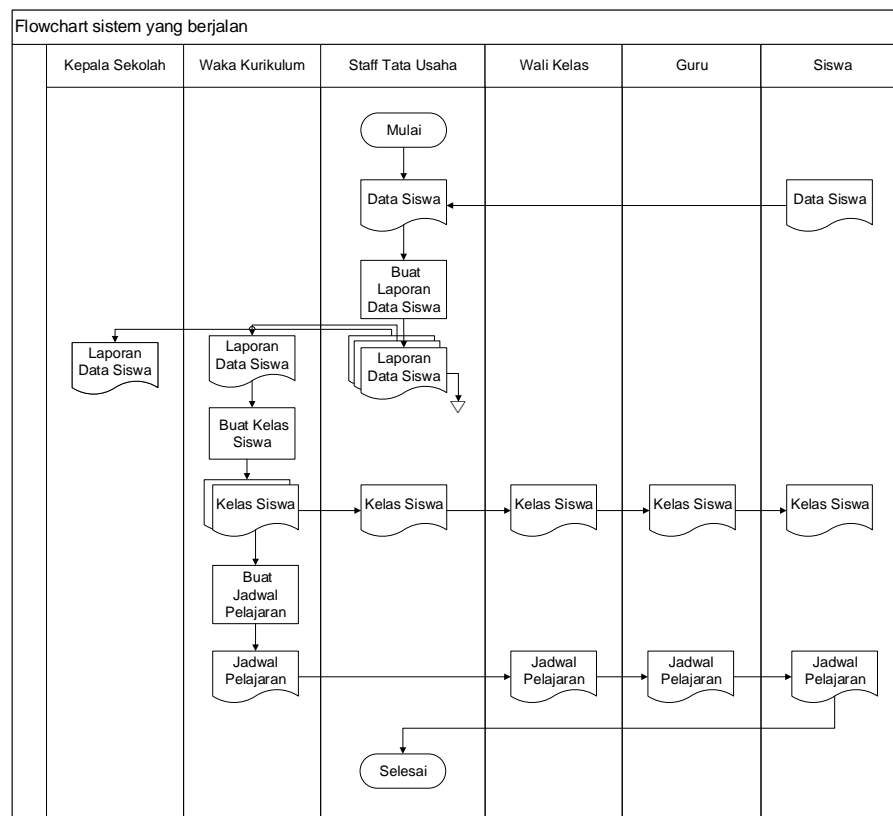 Flowchart sistem yang berjalan
Kepala Sekolah
Waka Kurikulum
Staff Tata Usaha
Wali Kelas
Guru
Siswa
Mulai
Data Siswa
Data Siswa
Buat
Laporan
Data Siswa
Laporan
Data Siswa
Laporan
Data Siswa
Laporan
Data Siswa
Buat Kelas
Siswa
Kelas Siswa
Kelas Siswa
Kelas Siswa
Kelas Siswa
Kelas Siswa
Buat
Jadwal
Pelajaran
Jadwal
Pelajaran
Jadwal
Pelajaran
Jadwal
Pelajaran
Jadwal
Pelajaran
Selesai